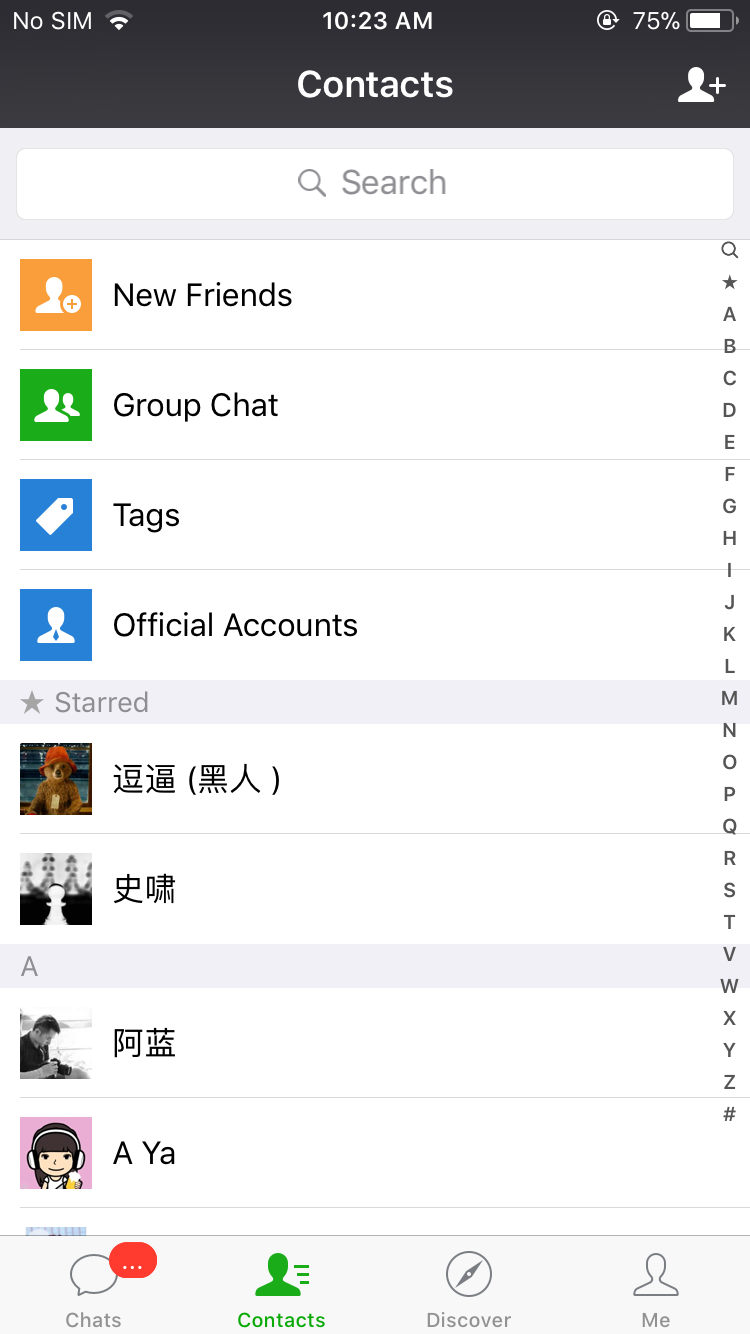 No SIM 10:23 AM 75%
Contacts
Search
New Friends
Group Chat
Tags
Official Accounts
★ Starred
逗逼 (黑人 )
史啸
A
阿蓝
A Ya
★
A
B
C
D
E
F
G
H
I
J
K
L
M
N
O
P
Q
R
S
T
V
W
X
Y
Z
#
...
Chats Contacts Discover Me